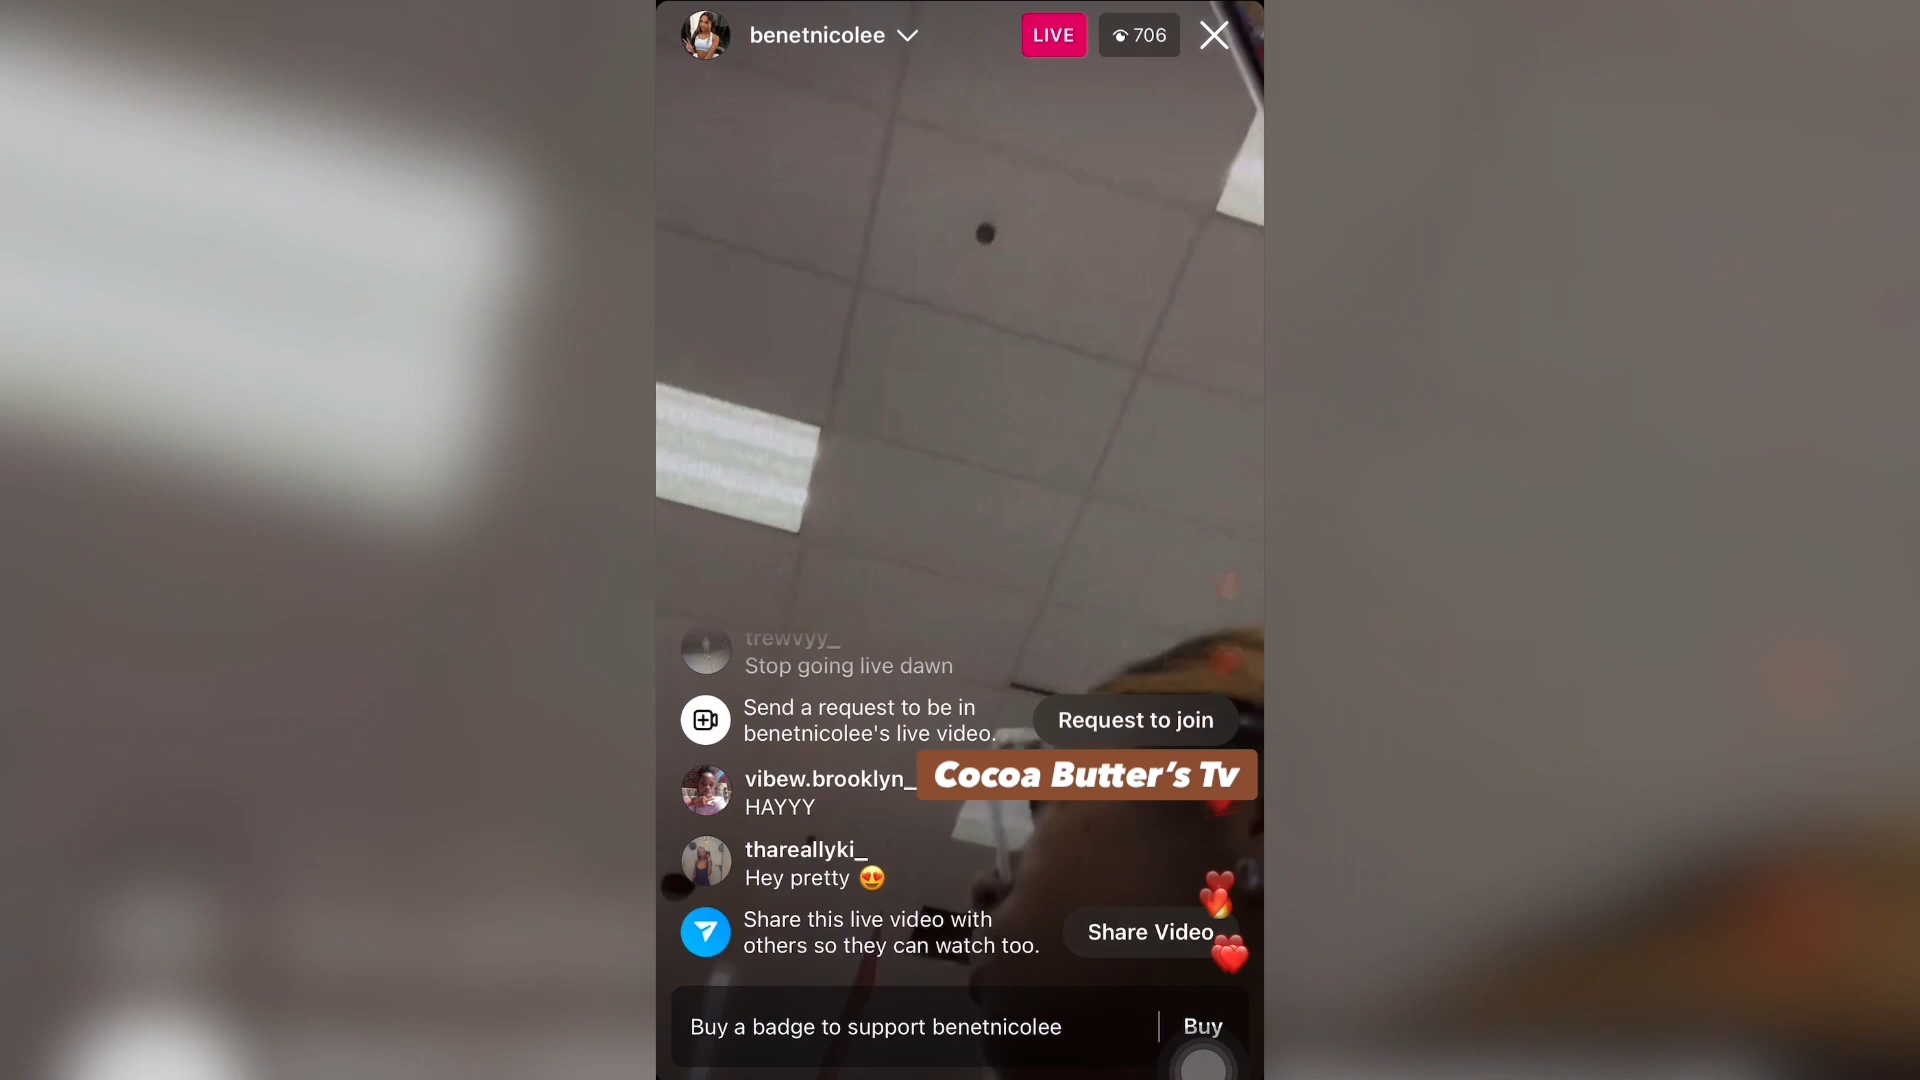 benetnicolee
LIVE
706
trewvyy_
Stop going live dawn
Send a request to be in
benetnicolee's live video.
Request to join
Cocoa Butter's Tv
vibew.brooklyn_
HAYYY
thareallyki_
Hey pretty 😍
Share this live video with
others so they can watch too.
Share Video
Buy a badge to support benetnicolee
Buy